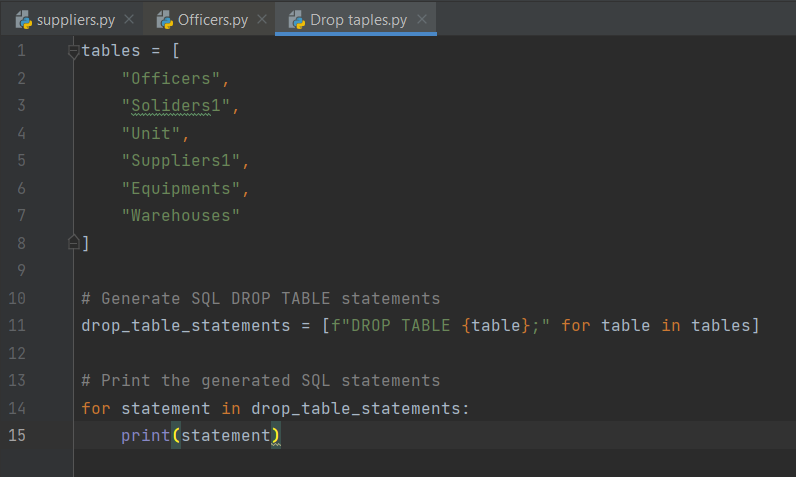 suppliers.py × Officers.py × Drop taples.py ×
1 tables = [
2     "Officers",
3     "Soliders1",
4     "Unit",
5     "Suppliers1",
6     "Equipments",
7     "Warehouses"
8 ]
9
10 # Generate SQL DROP TABLE statements
11 drop_table_statements = [f"DROP TABLE {table};" for table in tables]
12
13 # Print the generated SQL statements
14 for statement in drop_table_statements:
15     print(statement)